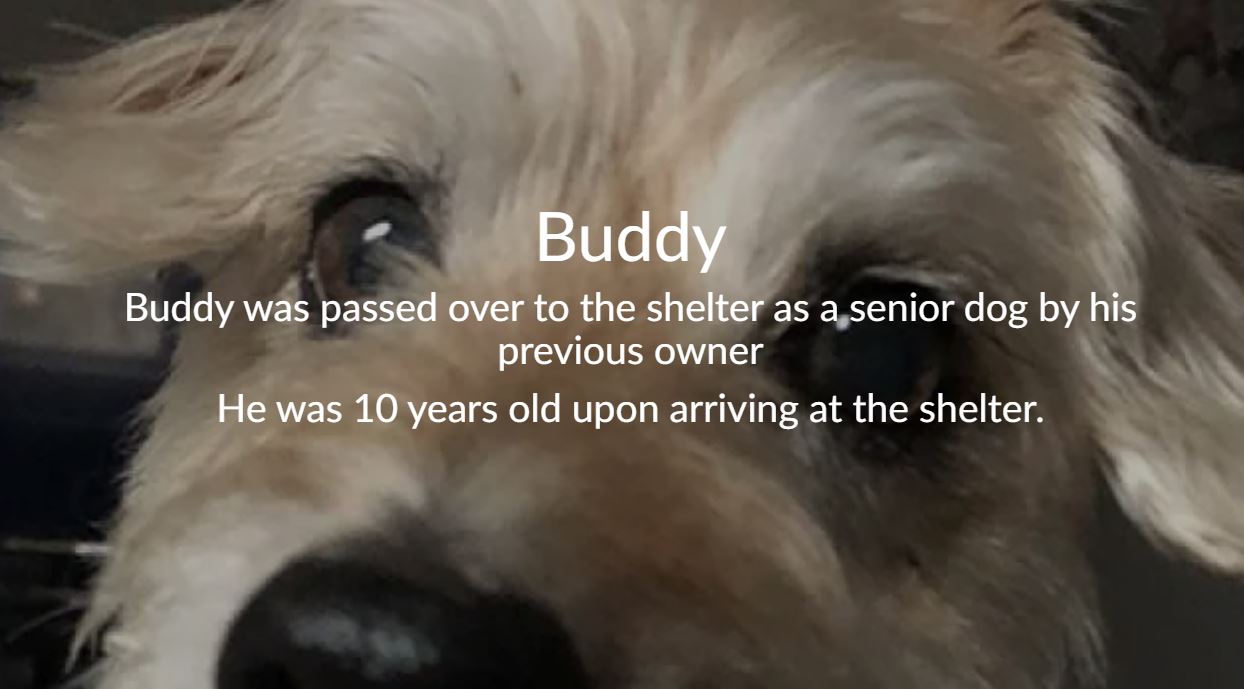 Buddy
Buddy was passed over to the shelter as a senior dog by his
previous owner
He was 10 years old upon arriving at the shelter.